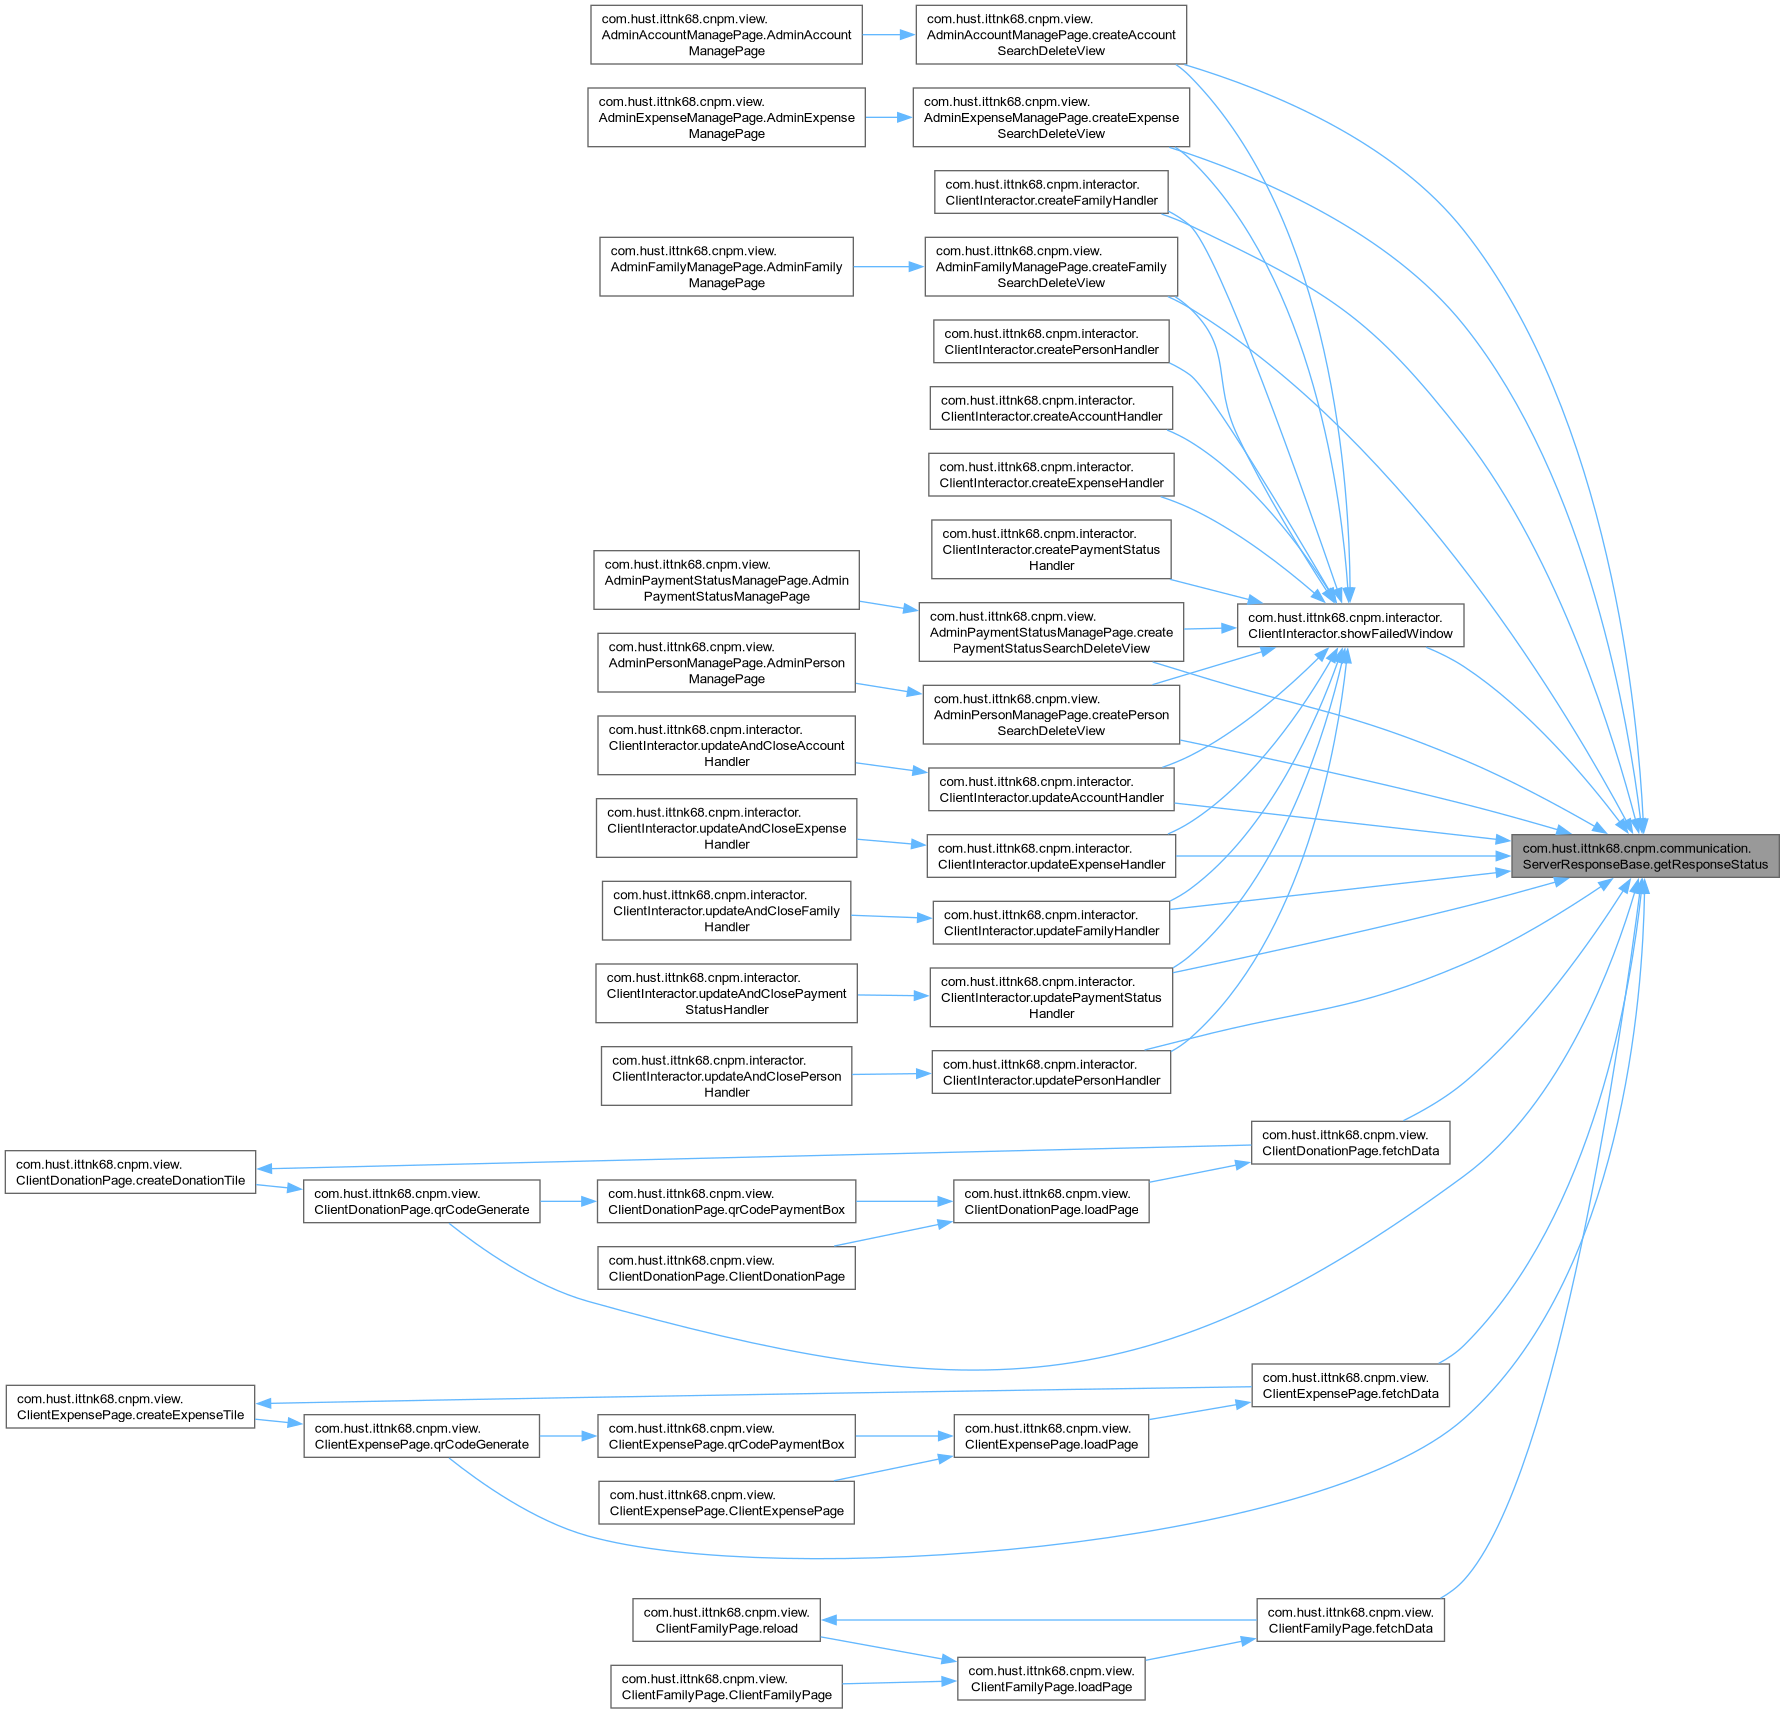 com.hust.ittnk68.cnpm.view.
AdminAccountManagePage.AdminAccount
ManagePage
com.hust.ittnk68.cnpm.view.
AdminAccountManagePage.createAccount
SearchDeleteView
com.hust.ittnk68.cnpm.view.
AdminExpenseManagePage.AdminExpense
ManagePage
com.hust.ittnk68.cnpm.view.
AdminExpenseManagePage.createExpense
SearchDeleteView
com.hust.ittnk68.cnpm.interactor.
ClientInteractor.createFamilyHandler
com.hust.ittnk68.cnpm.view.
AdminFamilyManagePage.AdminFamily
ManagePage
com.hust.ittnk68.cnpm.view.
AdminFamilyManagePage.createFamily
SearchDeleteView
com.hust.ittnk68.cnpm.interactor.
ClientInteractor.createPersonHandler
com.hust.ittnk68.cnpm.interactor.
ClientInteractor.createAccountHandler
com.hust.ittnk68.cnpm.interactor.
ClientInteractor.createExpenseHandler
com.hust.ittnk68.cnpm.interactor.
ClientInteractor.createPaymentStatus
Handler
com.hust.ittnk68.cnpm.view.
AdminPaymentStatusManagePage.Admin
PaymentStatusManagePage
com.hust.ittnk68.cnpm.view.
AdminPaymentStatusManagePage.create
PaymentStatusSearchDeleteView
com.hust.ittnk68.cnpm.interactor.
ClientInteractor.showFailedWindow
com.hust.ittnk68.cnpm.view.
AdminPersonManagePage.AdminPerson
ManagePage
com.hust.ittnk68.cnpm.view.
AdminPersonManagePage.createPerson
SearchDeleteView
com.hust.ittnk68.cnpm.interactor.
ClientInteractor.updateAndCloseAccount
Handler
com.hust.ittnk68.cnpm.interactor.
ClientInteractor.updateAccountHandler
com.hust.ittnk68.cnpm.interactor.
ClientInteractor.updateAndCloseExpense
Handler
com.hust.ittnk68.cnpm.interactor.
ClientInteractor.updateExpenseHandler
com.hust.ittnk68.cnpm.communication.
ServerResponseBase.getResponseStatus
com.hust.ittnk68.cnpm.interactor.
ClientInteractor.updateAndCloseFamily
Handler
com.hust.ittnk68.cnpm.interactor.
ClientInteractor.updateFamilyHandler
com.hust.ittnk68.cnpm.interactor.
ClientInteractor.updateAndClosePayment
StatusHandler
com.hust.ittnk68.cnpm.interactor.
ClientInteractor.updatePaymentStatus
Handler
com.hust.ittnk68.cnpm.interactor.
ClientInteractor.updateAndClosePerson
Handler
com.hust.ittnk68.cnpm.interactor.
ClientInteractor.updatePersonHandler
com.hust.ittnk68.cnpm.view.
ClientDonationPage.fetchData
com.hust.ittnk68.cnpm.view.
ClientDonationPage.createDonationTile
com.hust.ittnk68.cnpm.view.
ClientDonationPage.qrCodeGenerate
com.hust.ittnk68.cnpm.view.
ClientDonationPage.qrCodePaymentBox
com.hust.ittnk68.cnpm.view.
ClientDonationPage.loadPage
com.hust.ittnk68.cnpm.view.
ClientDonationPage.ClientDonationPage
com.hust.ittnk68.cnpm.view.
ClientExpensePage.fetchData
com.hust.ittnk68.cnpm.view.
ClientExpensePage.createExpenseTile
com.hust.ittnk68.cnpm.view.
ClientExpensePage.qrCodeGenerate
com.hust.ittnk68.cnpm.view.
ClientExpensePage.qrCodePaymentBox
com.hust.ittnk68.cnpm.view.
ClientExpensePage.loadPage
com.hust.ittnk68.cnpm.view.
ClientExpensePage.ClientExpensePage
com.hust.ittnk68.cnpm.view.
ClientFamilyPage.reload
com.hust.ittnk68.cnpm.view.
ClientFamilyPage.fetchData
com.hust.ittnk68.cnpm.view.
ClientFamilyPage.ClientFamilyPage
com.hust.ittnk68.cnpm.view.
ClientFamilyPage.loadPage